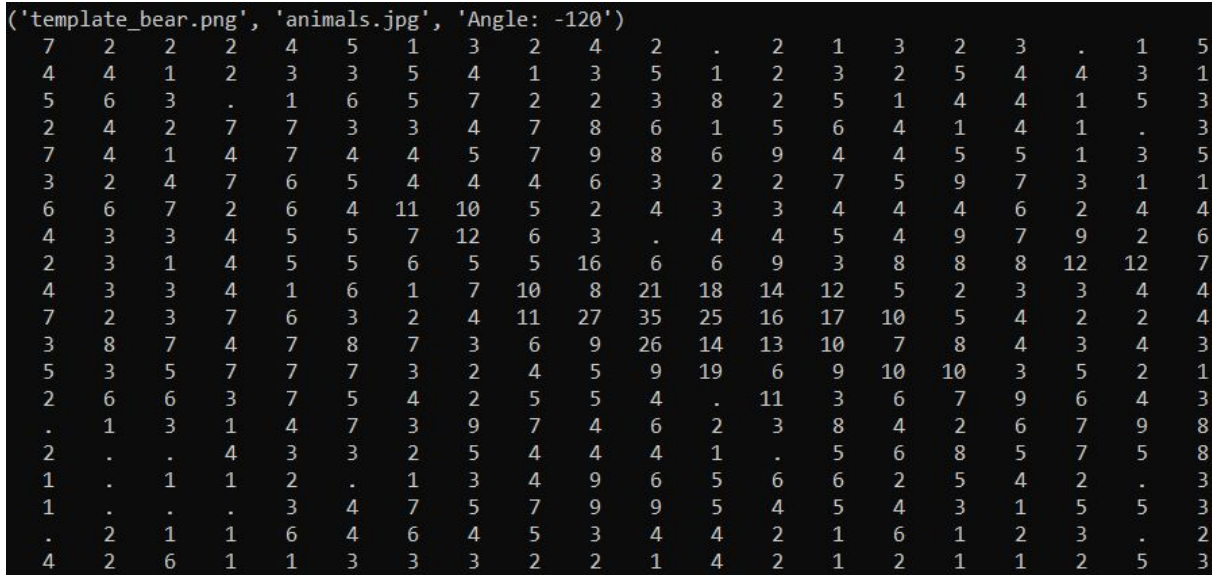 ('template_bear.png', 'animals.jpg', 'Angle: -120')
7 2 2 2 4 5 1 3 2 4 2 . 2 1 3 2 3 . 1 5
4 4 1 2 3 3 5 4 1 3 5 1 2 3 2 5 4 4 3 1
5 6 3 . 1 6 5 7 2 2 3 8 2 5 1 4 4 1 5 3
2 4 2 7 7 3 3 4 7 8 6 1 5 6 4 1 4 1 . 3
7 4 1 4 7 4 4 5 7 9 8 6 9 4 4 5 5 1 3 5
3 2 4 7 6 5 4 4 4 6 3 2 2 7 5 9 7 3 1 1
6 6 7 2 6 4 11 10 5 2 4 3 3 4 4 4 6 2 4 4
4 3 3 4 5 5 7 12 6 3 . 4 4 5 4 9 7 9 2 6
2 3 1 4 5 5 6 5 5 16 6 6 9 3 8 8 8 12 12 7
4 3 3 4 1 6 1 7 10 8 21 18 14 12 5 2 3 3 4 4
7 2 3 7 6 3 2 4 11 27 35 25 16 17 10 5 4 2 2 4
3 8 7 4 7 8 7 3 6 9 26 14 13 10 7 8 4 3 4 3
5 3 5 7 7 7 3 2 4 5 9 19 6 9 10 10 3 5 2 1
2 6 6 3 7 5 4 2 5 5 4 . 11 3 6 7 9 6 4 3
. 1 3 1 4 7 3 9 7 4 6 2 3 8 4 2 6 7 9 8
2 . . 4 3 3 2 5 4 4 4 1 . 5 6 8 5 7 5 8
1 . 1 1 2 . 1 3 4 9 6 5 6 6 2 5 4 2 . 3
1 . . . 3 4 7 5 7 9 9 5 4 5 4 3 1 5 5 3
. 2 1 1 6 4 6 4 5 3 4 4 2 1 6 1 2 3 . 2
4 2 6 1 1 3 3 3 2 2 1 4 2 1 2 1 1 2 5 3